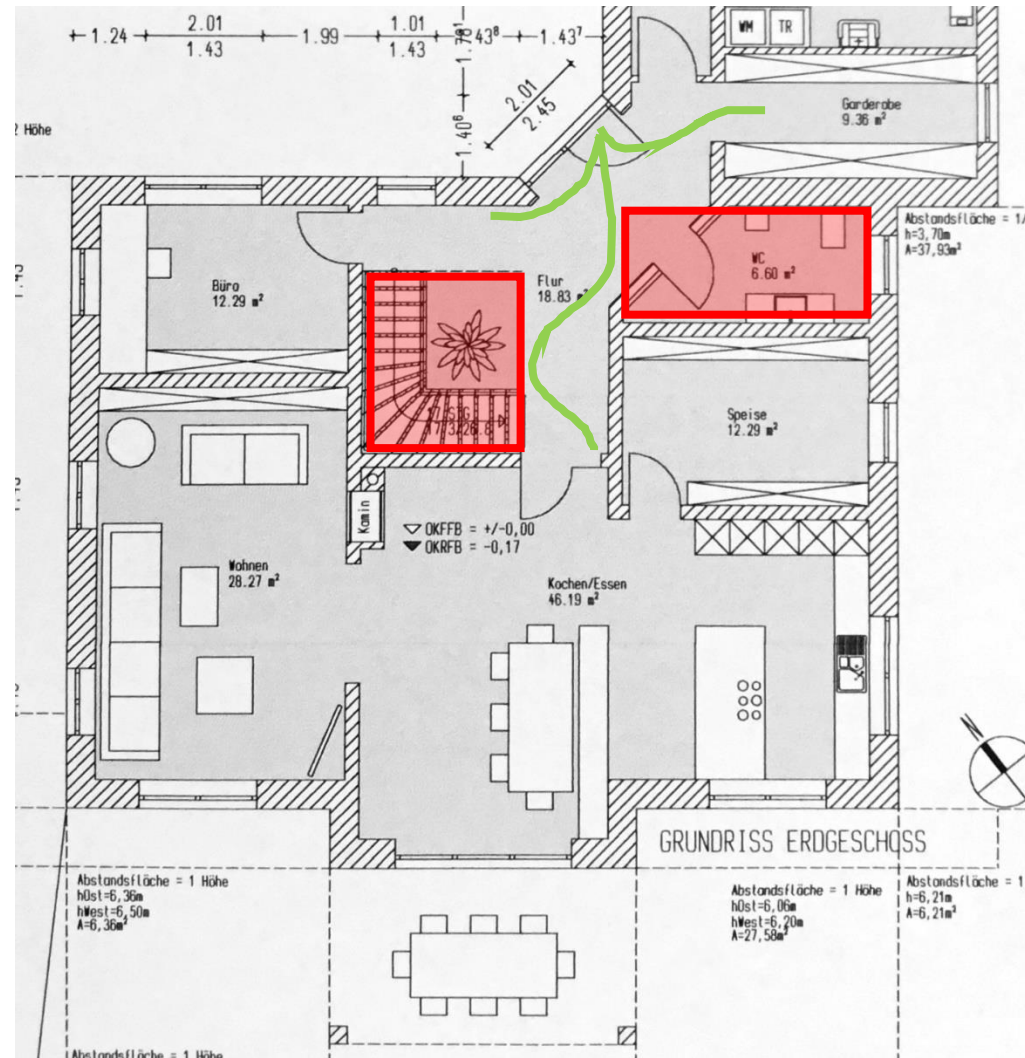 1.24
2.01
1.43
1.99
1.01
1.43
1.43⁷
2.01
2.45
1.40⁶
WM
TR
Garderobe
9.36 m²
2 Höhe
Büro
12.29 m²
Flur
18.83 m²
WC
6.60 m²
Abstandsfläche = 1/
h=3,70m
A=37,93m²
17 STG
Speise
12.29 m²
Kamin
OKFFB = +/-0,00
OKRFB = -0,17
Wohnen
28.27 m²
Kochen/Essen
46.19 m²
GRUNDRISS ERDGESCHOSS
Abstandsfläche = 1 Höhe
hOst=6,36m
hWest=6,50m
A=6,36m²
Abstandsfläche = 1 Höhe
hOst=6,06m
hWest=6,20m
A=27,58m²
Abstandsfläche = 1
h=6,21m
A=6,21m²
Abstandsfläche = 1 Höhe